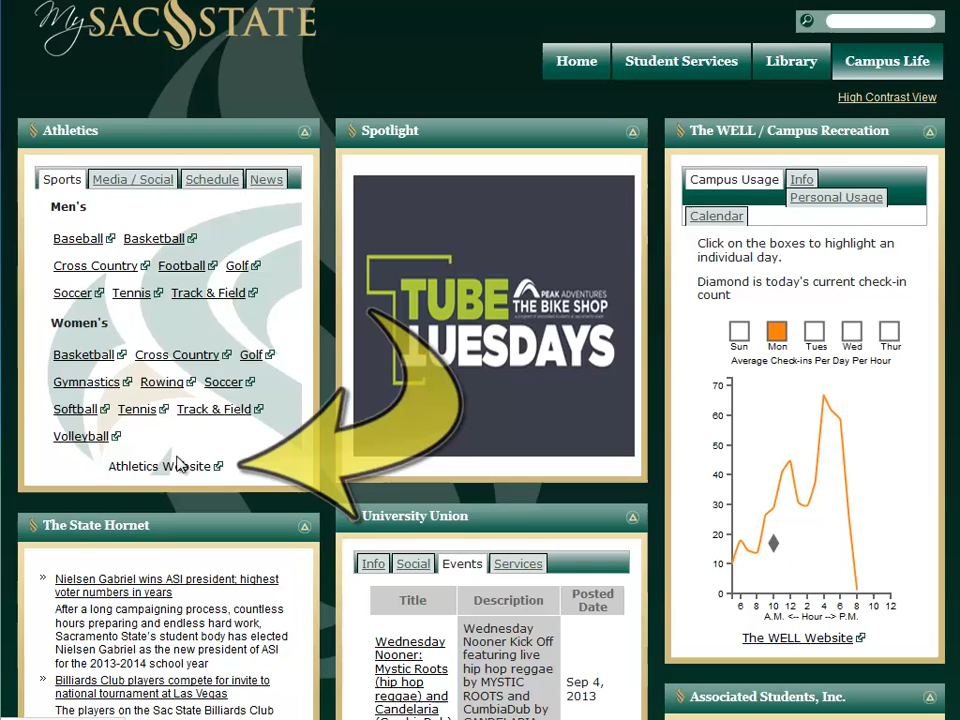 My SAC STATE
Home
Student Services
Library
Campus Life
High Contrast View
Athletics
Sports
Media / Social
Schedule
News
Men's
Baseball Basketball
Cross Country Football Golf
Soccer Tennis Track & Field
Women's
Basketball Cross Country Golf
Gymnastics Rowing Soccer
Softball Tennis Track & Field
Volleyball
Athletics Website
The State Hornet
Nielsen Gabriel wins ASI president; highest
voter numbers in years
After a long campaigning process, countless
hours preparing and endless hard work,
Sacramento State's student body has elected
Nielsen Gabriel as the new president of ASI
for the 2013-2014 school year
Billiards Club players compete for invite to
national tournament at Las Vegas
The players on the Sac State Billiards Club
Spotlight
TUBE
TUESDAYS
PEAK ADVENTURES
THE BIKE SHOP
University Union
Info
Social
Events
Services
Title
Description
Posted
Date
Wednesday
Nooner:
Mystic Roots
(hip hop
reggae) and
Candelaria
Wednesday
Nooner Kick Off
featuring live
hip hop reggae
by MYSTIC
ROOTS and
CumbiaDub by
Sep 4,
2013
The WELL / Campus Recreation
Campus Usage
Info
Personal Usage
Calendar
Click on the boxes to highlight an
individual day.
Diamond is today's current check-in
count
Sun Mon Tues Wed Thur
Average Check-ins Per Day Per Hour
70
60
50
40
30
20
10
0
6 8 10 12 2 4 6 8 10 12
A.M. <-- Hour --> P.M.
The WELL Website
Associated Students, Inc.